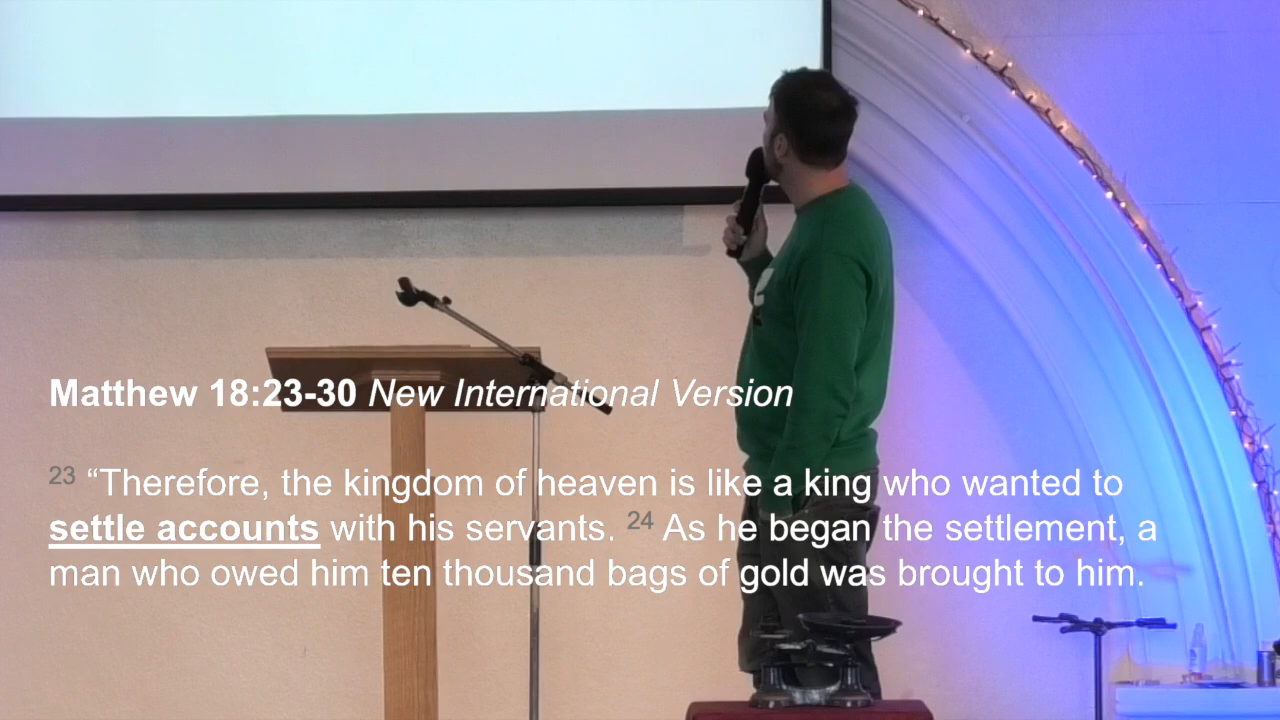 Matthew 18:23-30 New International Version
23 “Therefore, the kingdom of heaven is like a king who wanted to
settle accounts with his servants. 24 As he began the settlement, a
man who owed him ten thousand bags of gold was brought to him.